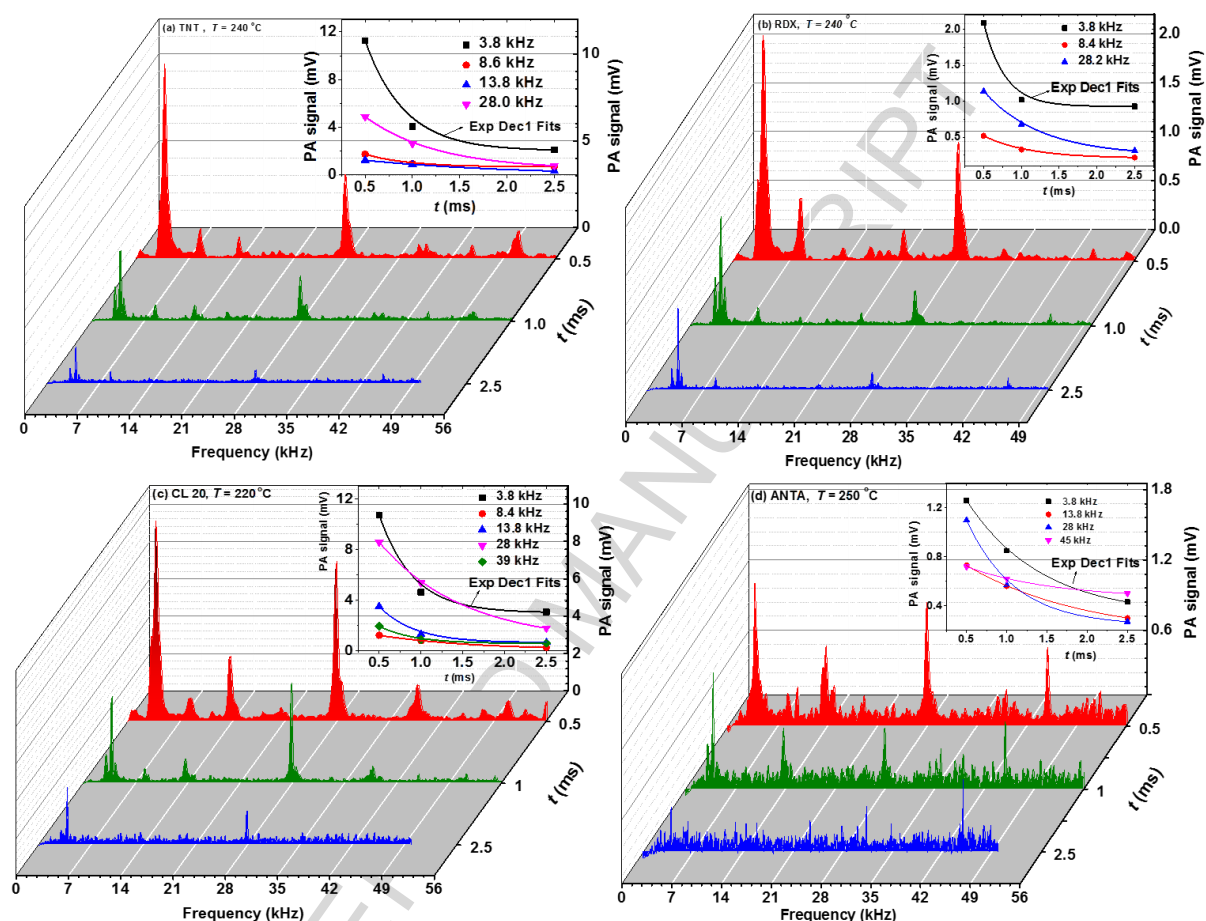 (a) TNT , T = 240 °C
PA signal (mV)
12
8
4
0
3.8 kHz
8.6 kHz
13.8 kHz
28.0 kHz
Exp Dec1 Fits
0.5 1.0 1.5 2.0 2.5
t (ms)
10
5
0
PA signal (mV)
0.5
1.0
2.5
t (ms)
0 7 14 21 28 35 42 49 56
Frequency (kHz)
(b) RDX, T = 240 °C
PA signal (mV)
2.0
1.5
1.0
0.5
3.8 kHz
8.4 kHz
28.2 kHz
Exp Dec1 Fits
0.5 1.0 1.5 2.0 2.5
t (ms)
2.0
1.5
1.0
0.5
0.0
PA signal (mV)
0.5
1.0
2.5
t (ms)
0 7 14 21 28 35 42 49
Frequency (kHz)
(c) CL 20, T = 220 °C
PA signal (mV)
12
9
6
3
0
3.8 kHz
8.4 kHz
13.8 kHz
28 kHz
39 kHz
Exp Dec1 Fits
0.5 1.0 1.5 2.0 2.5
t (ms)
10
8
6
4
2
0
PA signal (mV)
0.5
1
2.5
t (ms)
0 7 14 21 28 35 42 49 56
Frequency (kHz)
(d) ANTA, T = 250 °C
PA signal (mV)
1.2
0.8
0.4
3.8 kHz
13.8 kHz
28 kHz
45 kHz
Exp Dec1 Fits
0.5 1.0 1.5 2.0 2.5
t (ms)
1.8
1.2
0.6
PA signal (mV)
0.5
1
2.5
t (ms)
0 7 14 21 28 35 42 49 56
Frequency (kHz)